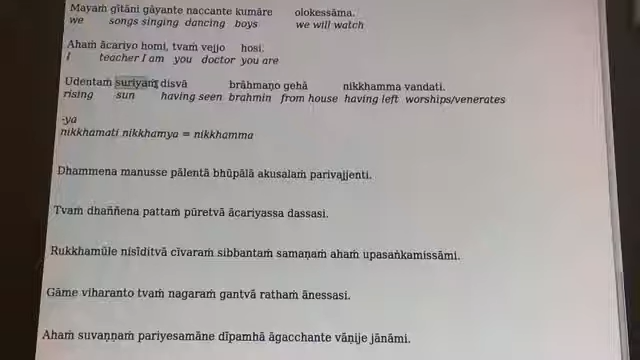 Mayaṁ gītāni gāyante naccante kumāre olokessāma.
we songs singing dancing boys we will watch
Ahaṁ ācariyo homi, tvaṁ vejjo hosi.
I teacher I am you doctor you are
Udentaṁ suriyaṁ disvā brāhmaṇo gehā nikkhamma vandati.
rising sun having seen brahmin from house having left worships/venerates
-ya
nikkhamati nikkhamya = nikkhamma
Dhammena manusse pālentā bhūpālā akusalaṁ parivajjenti.
Tvaṁ dhaññena pattaṁ pūretvā ācariyassa dassasi.
Rukkhamūle nisīditvā cīvaraṁ sibbantaṁ samaṇaṁ ahaṁ upasaṅkamissāmi.
Gāme viharanto tvaṁ nagaraṁ gantvā rathaṁ ānessasi.
Ahaṁ suvaṇṇaṁ pariyesamāne dīpamhā āgacchante vāṇije jānāmi.